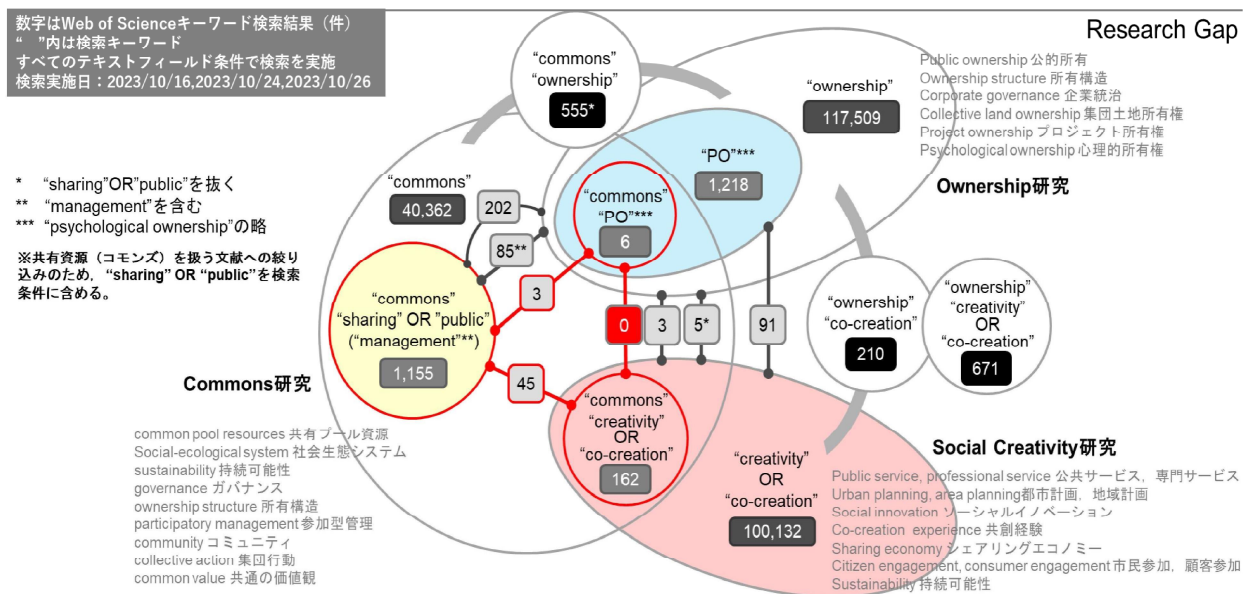 数字はWeb of Scienceキーワード検索結果（件）
“　”内は検索キーワード
すべてのテキストフィールド条件で検索を実施
検索実施日：2023/10/16,2023/10/24,2023/10/26
Research Gap
* “sharing”OR“public”を抜く
** “management”を含む
*** “psychological ownership”の略
※共有資源（コモンズ）を扱う文献への絞り
込みのため，“sharing” OR “public”を検索
条件に含める。
“commons”
“ownership”
555*
“ownership”
117,509
Public ownership 公的所有
Ownership structure 所有構造
Corporate governance 企業統治
Collective land ownership 集団土地所有権
Project ownership プロジェクト所有権
Psychological ownership 心理的所有権
Ownership研究
“PO”***
1,218
“commons”
“PO”***
6
“commons”
40,362
202
85**
3
0
3
5*
91
45
“commons”
“sharing” OR “public”
(“management”**)
1,155
Commons研究
common pool resources 共有プール資源
Social-ecological system 社会生態システム
sustainability 持続可能性
governance ガバナンス
ownership structure 所有構造
participatory management 参加型管理
community コミュニティ
collective action 集団行動
common value 共通の価値観
“commons”
“creativity”
OR
“co-creation”
162
“ownership”
“co-creation”
210
“ownership”
“creativity”
OR
“co-creation”
671
“creativity”
OR
“co-creation”
100,132
Social Creativity研究
Public service, professional service 公共サービス，専門サービス
Urban planning, area planning都市計画，地域計画
Social innovation ソーシャルイノベーション
Co-creation experience 共創経験
Sharing economy シェアリングエコノミー
Citizen engagement, consumer engagement 市民参加，顧客参加
Sustainability 持続可能性